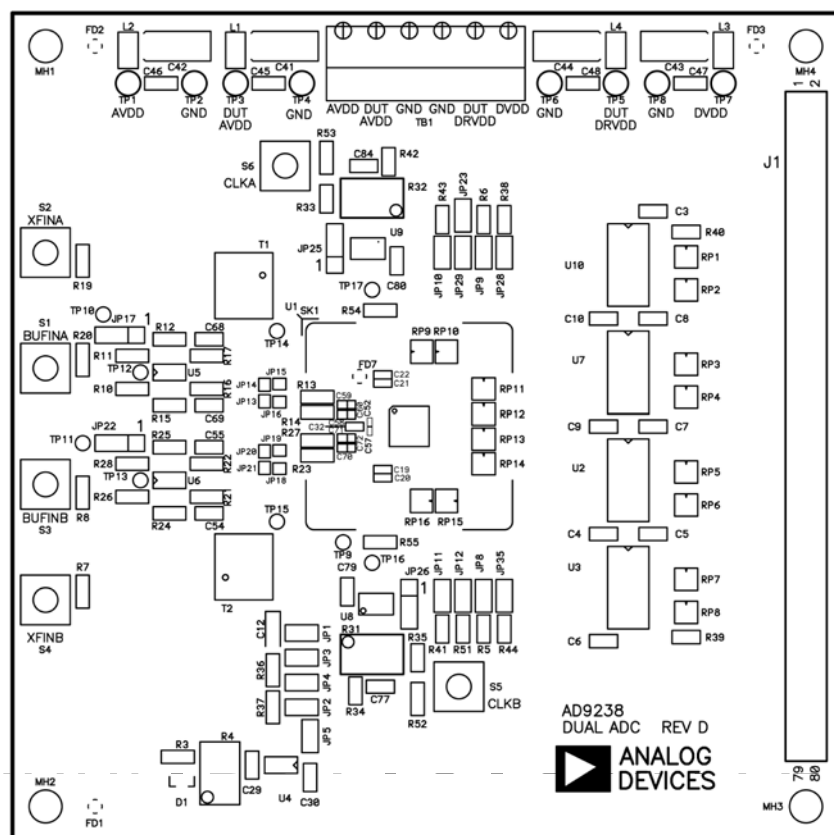 FD2 L2 L1 L4 L3 FD3
MH1 C46 C42 C45 C41 C44 C48 C43 C47 MH4
TP1 TP2 TP3 TP4 TP6 TP5 TP8 TP7 1 2
AVDD GND DUT AVDD GND AVDD DUT AVDD GND GND DUT DRVDD DVDD GND DUT DRVDD GND DVDD
TB1
J1
S6
CLKA
R53 C84 R42
R33 R32
R43 JP23 R6 R38
C3
R40
S2
XFINA
R19
T1
JP25
1
U9
C80
JP10 JP29 JP9 JP28
U10
RP1
RP2
TP17
R54
TP10
JP17
1
U1
SK1
C10 C8
S1
BUFINA
R20
R12 C68
R11 R17
TP12
U5
R10 R16
R15 C69
TP14
RP9 RP10
U7
RP3
RP4
FD7
C22
C21
JP14 JP15
JP13 JP16
R13
R14
R27
R23
C59
C60
C52
C32
C71
C57
C72
C70
RP11
RP12
RP13
RP14
JP22
1
TP11
R25 C55
C9 C7
R28 R22
JP20 JP19
JP21 JP18
TP13
U6
U2
RP5
RP6
C19
C20
R26 R21
R24 C54
BUFINB
S3
R8
TP15
RP16 RP15
C4 C5
R55
TP9
TP16
T2
C79
JP26
1
JP11 JP12 JP8 JP35
U3
RP7
RP8
R7
XFINB
S4
U8
C12
JP1
R31
R35
R41 R51 R5 R44
C6 R39
JP3
R36
JP4
R34 C77
S5
CLKB
R37
JP2
R52
JP5
AD9238
DUAL ADC REV D
ANALOG
DEVICES
R3 R4
C29
U4
C30
D1
MH2
FD1
79 80
MH3